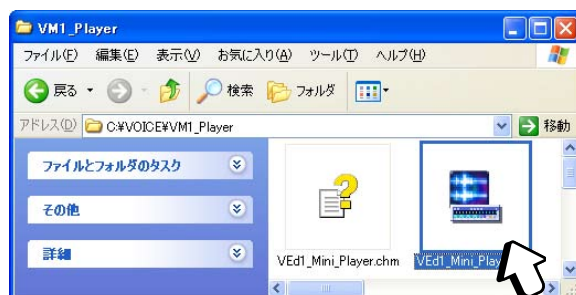 VM1_Player
ファイル(F) 編集(E) 表示(V) お気に入り(A) ツール(T) ヘルプ(H)
戻る 検索 フォルダ
アドレス(D) C:¥VOICE¥VM1_Player 移動
ファイルとフォルダのタスク
その他
詳細
VEd1_Mini_Player.chm VEd1_Mini_Play